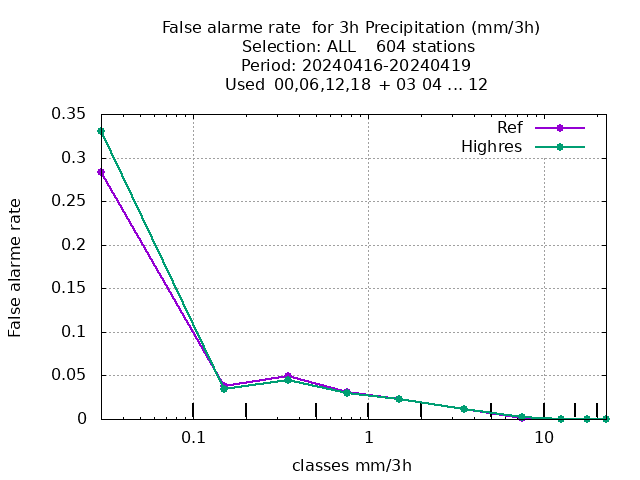 False alarme rate  for 3h Precipitation (mm/3h)
Selection: ALL    604 stations
Period: 20240416-20240419
Used  00,06,12,18 + 03 04 ... 12
Ref
Highres
0.35
0.3
0.25
0.2
0.15
0.1
0.05
0
False alarme rate
0.1
1
10
classes mm/3h